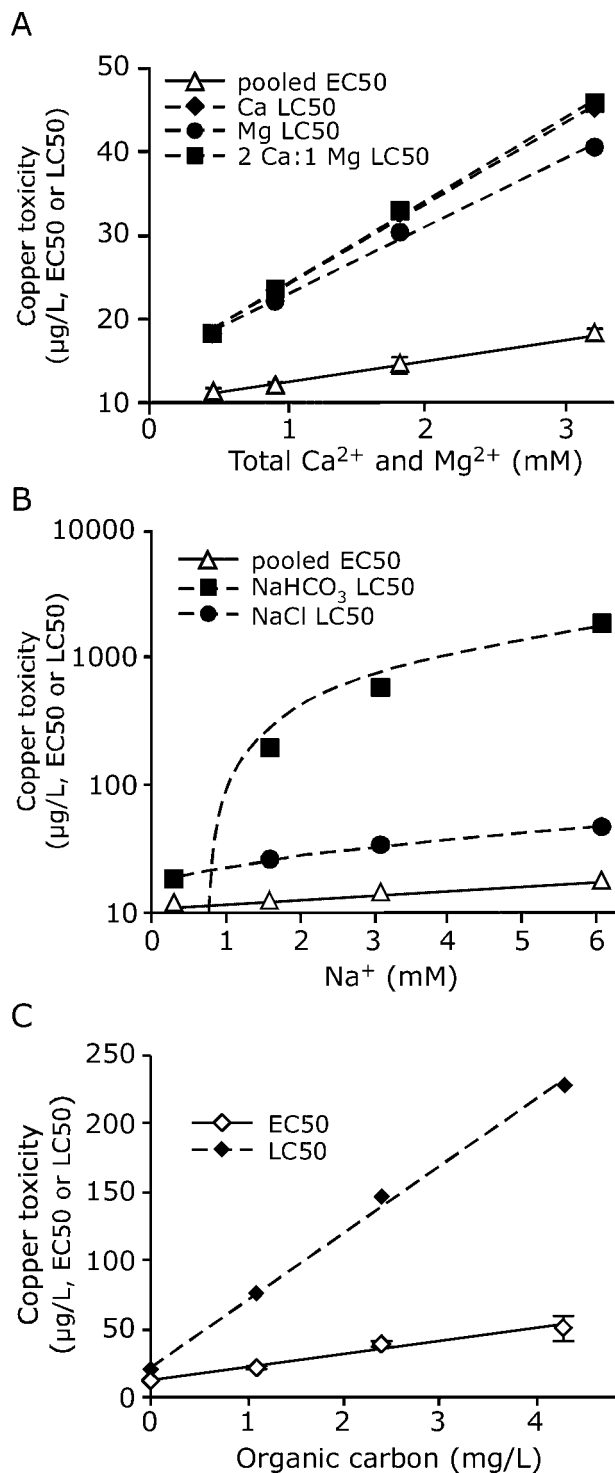 A
50
40
30
20
10
0
1
2
3
pooled EC50
Ca LC50
Mg LC50
2 Ca:1 Mg LC50
Copper toxicity
(µg/L, EC50 or LC50)
Total Ca²⁺ and Mg²⁺ (mM)
B
10000
1000
100
10
0
1
2
3
4
5
6
pooled EC50
NaHCO₃ LC50
NaCl LC50
Copper toxicity
(µg/L, EC50 or LC50)
Na⁺ (mM)
C
250
200
150
100
50
0
0
1
2
3
4
EC50
LC50
Copper toxicity
(µg/L, EC50 or LC50)
Organic carbon (mg/L)